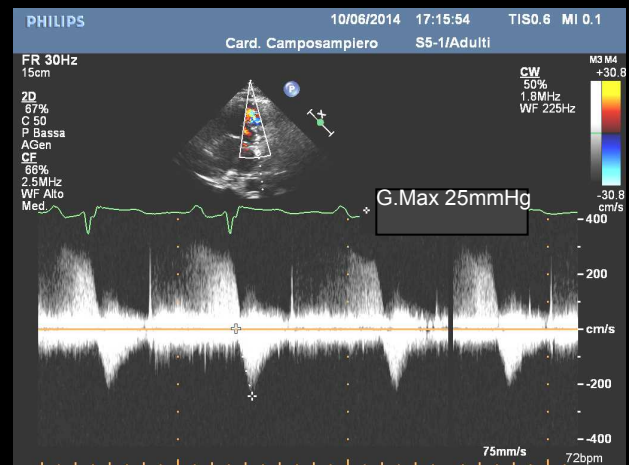 PHILIPS
10/06/2014 17:15:54 TIS0.6 MI 0.1
Card. Camposampiero S5-1/Adulti
FR 30Hz
15cm
2D
67%
C 50
P Bassa
AGen
CF
66%
2.5MHz
WF Alto
Med.
P
CW
50%
1.8MHz
WF 225Hz
M3 M4
+30.8
-30.8
cm/s
G.Max 25mmHg
400
200
cm/s
-200
-400
75mm/s
72bpm